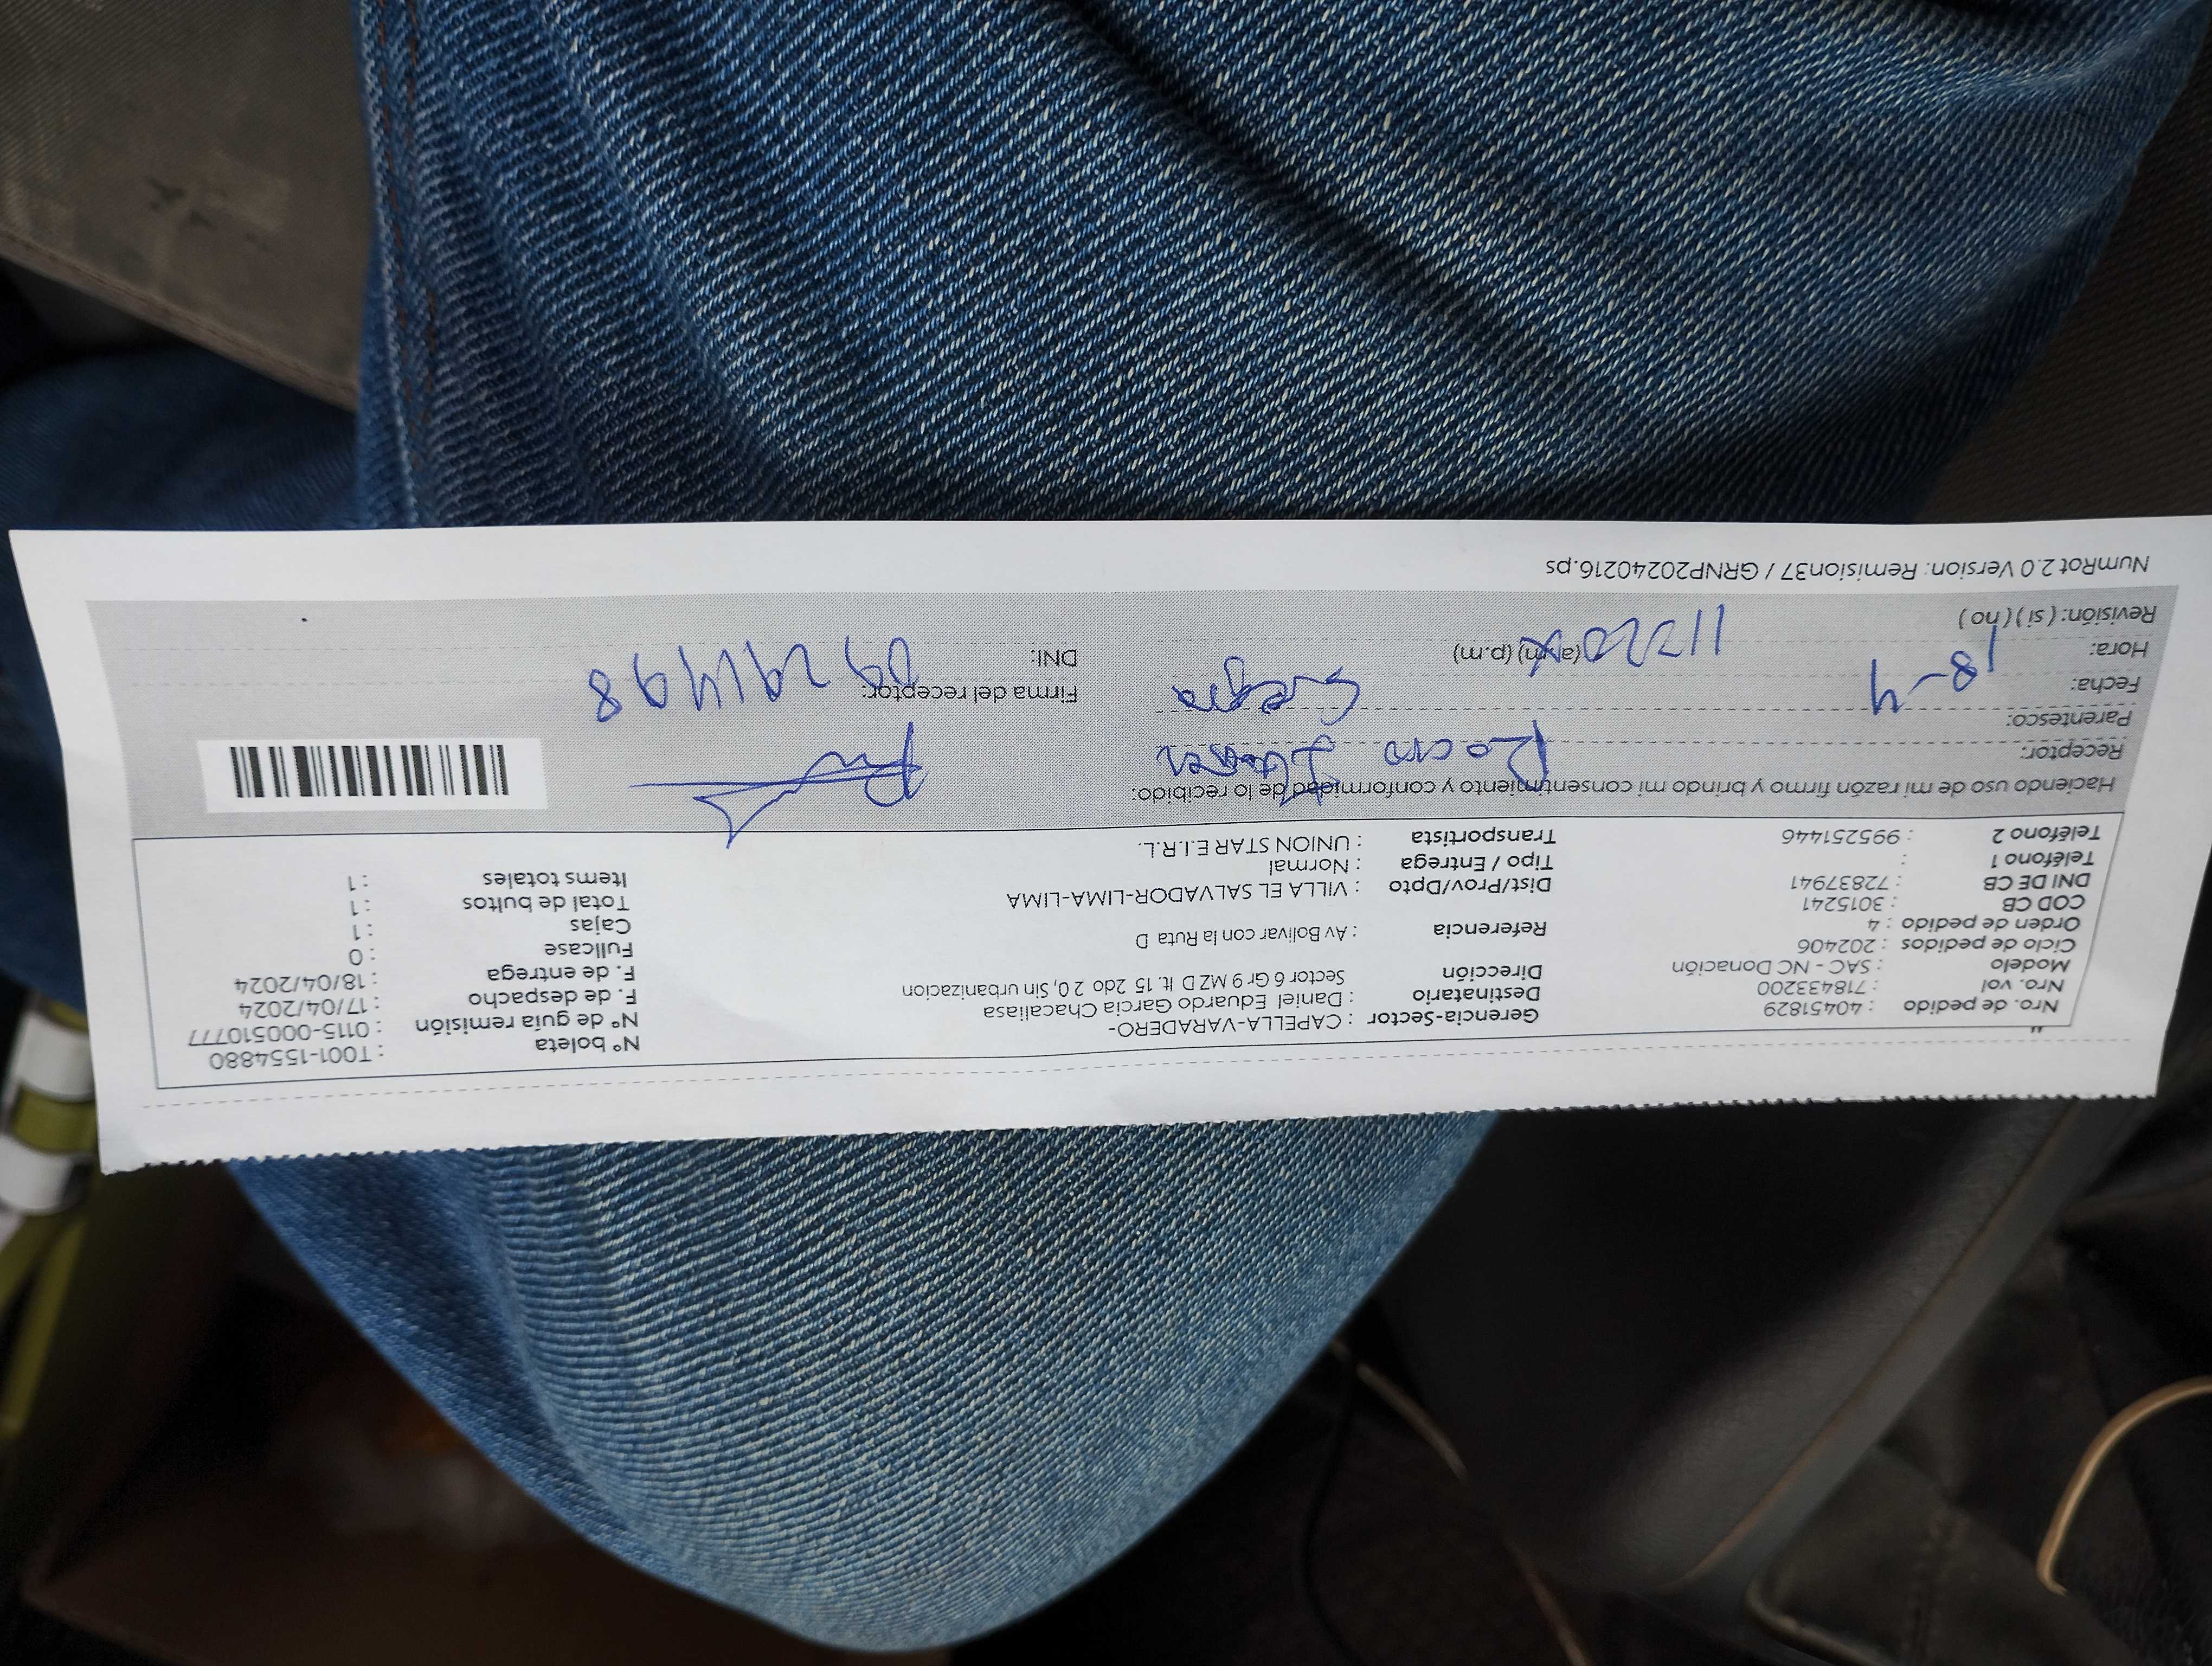 Nro. de pedido : 40451829
Nro. vol : 718433200
Modelo : SAC - NC Donación
Ciclo de pedidos : 202406
Orden de pedido : 4
COD CB : 3015241
DNI DE CB : 72837941
Teléfono 1 :
Teléfono 2 : 995251446
Gerencia-Sector : CAPELLA-VARADERO-
Destinatario : Daniel Eduardo Garcia Chacaliasa
Dirección Sector 6 Gr 9 MZ D lt. 15 2do 2 0, Sin urbanizacion
Referencia : Av Bolivar con la Ruta D
Dist/Prov/Dpto : VILLA EL SALVADOR-LIMA-LIMA
Tipo / Entrega : Normal
Transportista : UNION STAR E.I.R.L.
N° boleta : T001-1554880
N° de guía remisión : 0115-000510777
F. de despacho : 17/04/2024
F. de entrega : 18/04/2024
Fullcase : 0
Cajas : 1
Total de bultos : 1
Items totales : 1
Haciendo uso de mi razón firmo y brindo mi consentimiento y conformidad de lo recibido:
Receptor: Rocio
Parentesco: Suegra
Fecha: 18-4
Hora: 11:20 (a.m) (p.m)
Revisión: ( si ) ( no )
Firma del receptor:
DNI: 09291498
NumRot 2.0 Version: Remision37 / GRNP20240216.ps